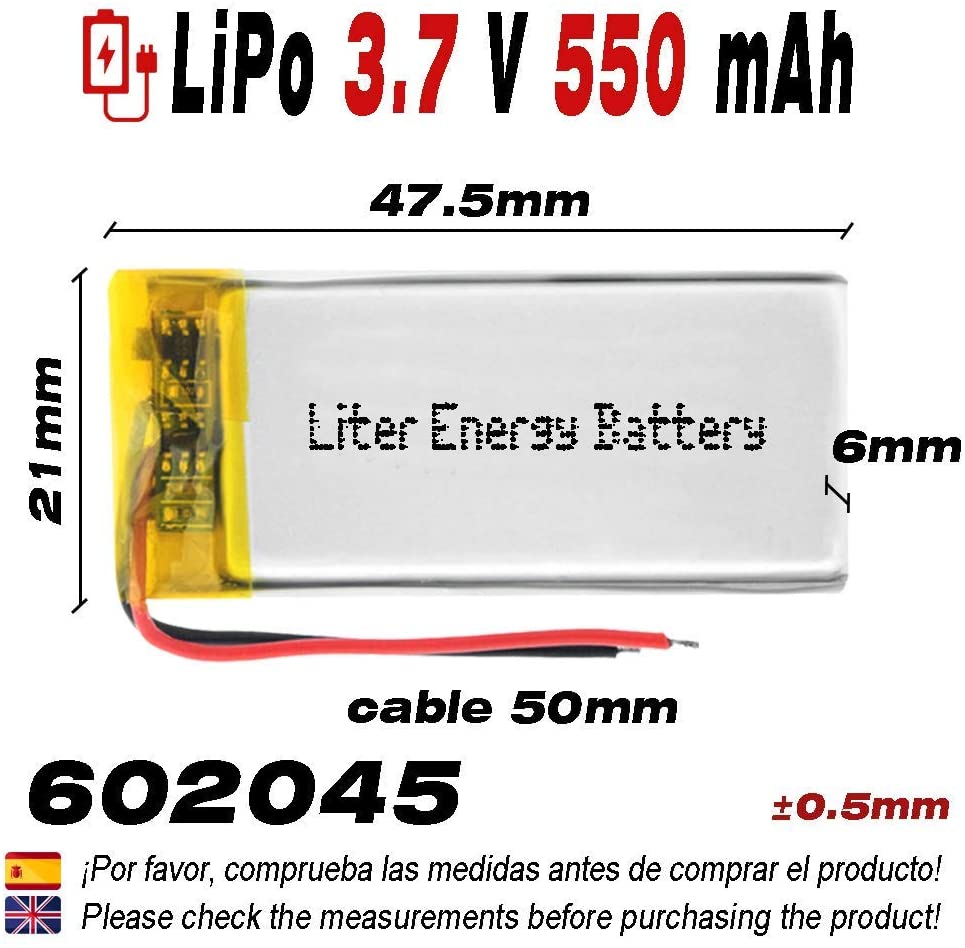 LiPo 3.7 V 550 mAh
47.5mm
21mm
Liter Energy Battery
6mm
cable 50mm
602045
±0.5mm
¡Por favor, comprueba las medidas antes de comprar el producto!
Please check the measurements before purchasing the product!